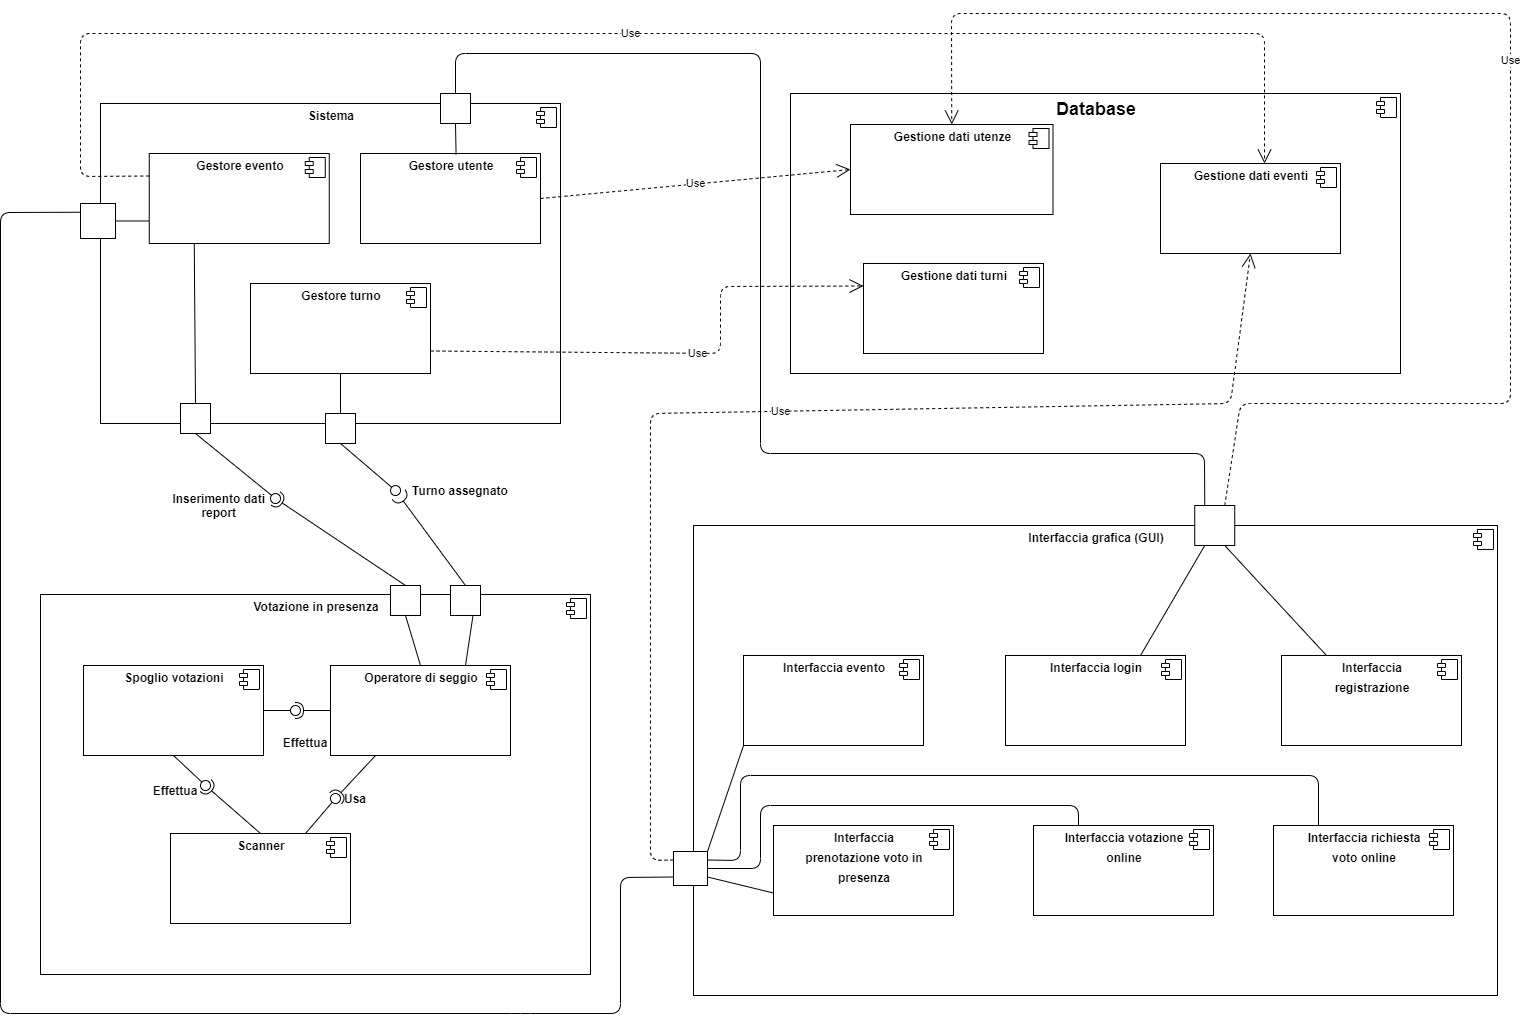 Use
Use
Sistema
Database
Gestore evento
Gestore utente
Gestione dati utenze
Gestione dati eventi
Use
Gestore turno
Gestione dati turni
Use
Use
Inserimento dati
report
Turno assegnato
Interfaccia grafica (GUI)
Votazione in presenza
Spoglio votazioni
Operatore di seggio
Effettua
Effettua
Usa
Scanner
Interfaccia evento
Interfaccia login
Interfaccia
registrazione
Interfaccia
prenotazione voto in
presenza
Interfaccia votazione
online
Interfaccia richiesta
voto online